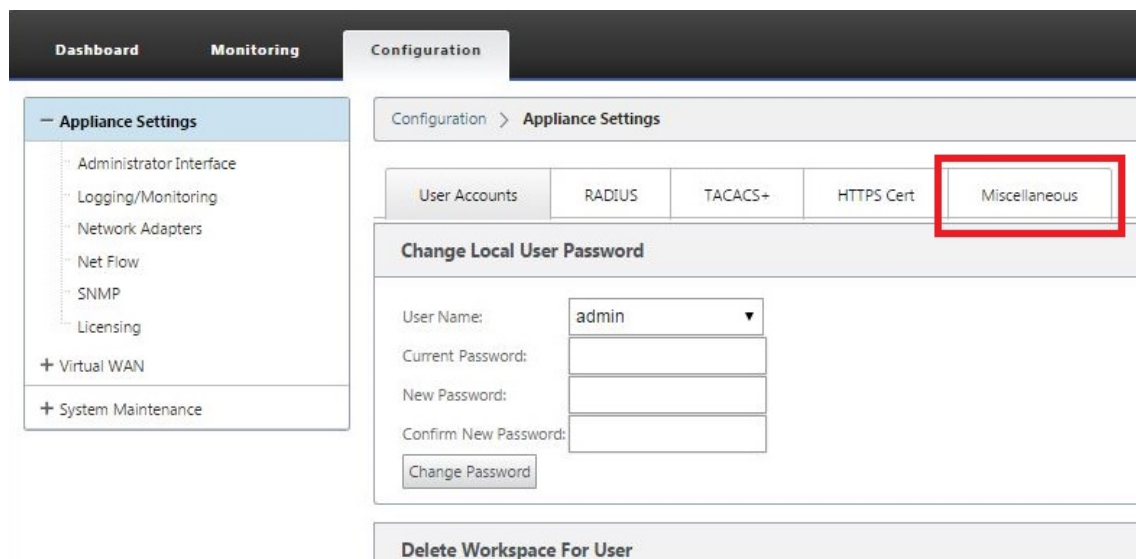 Dashboard Monitoring Configuration
− Appliance Settings
Administrator Interface
Logging/Monitoring
Network Adapters
Net Flow
SNMP
Licensing
+ Virtual WAN
+ System Maintenance
Configuration > Appliance Settings
User Accounts RADIUS TACACS+ HTTPS Cert Miscellaneous
Change Local User Password
User Name: admin
Current Password:
New Password:
Confirm New Password:
Change Password
Delete Workspace For User